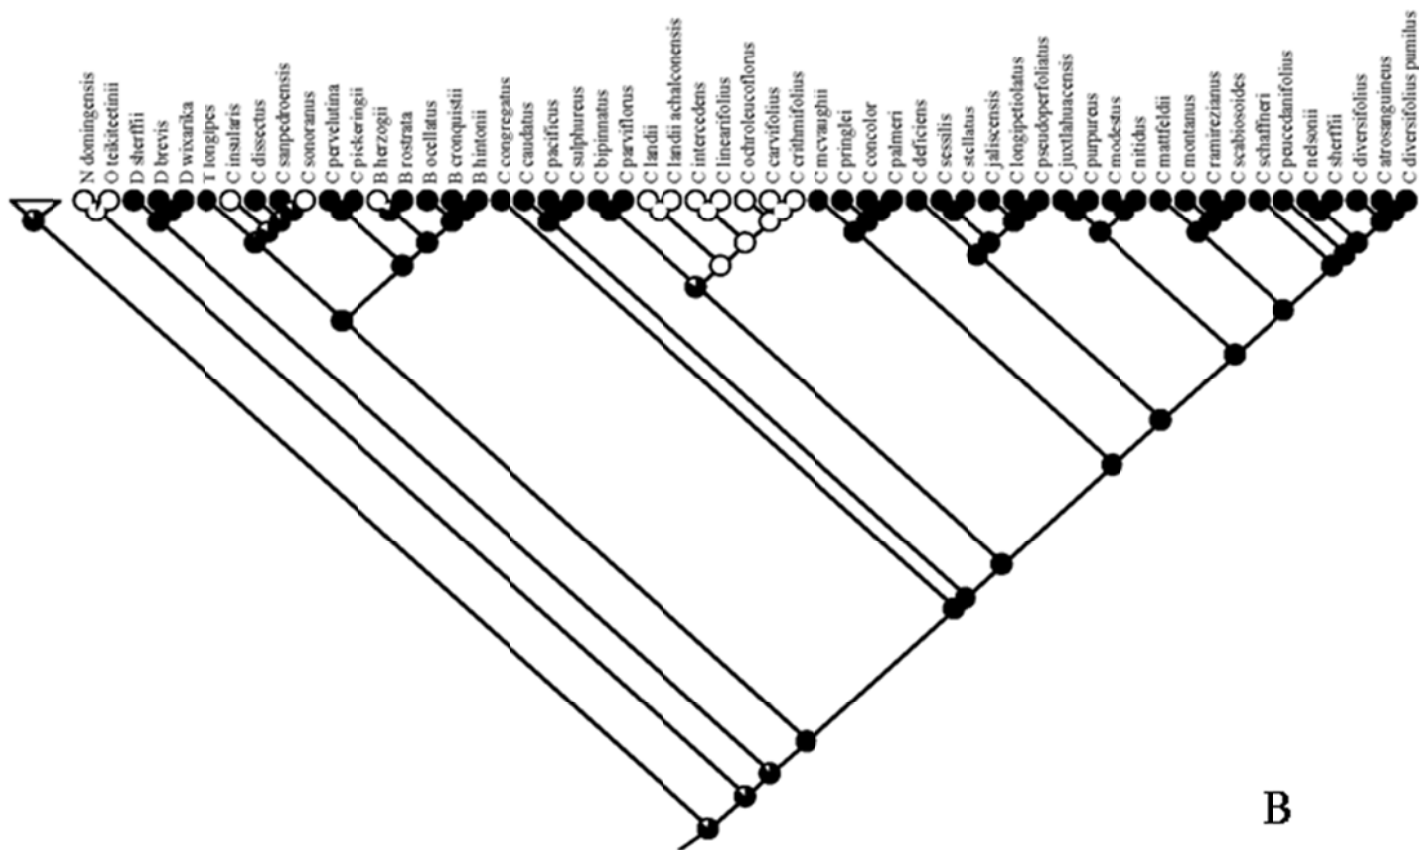 N domingensis
O teikiteetinii
D sherffii
D brevis
D wixarika
T longipes
C insularis
C dissectus
C sanpedroensis
C sonoranus
C pervelutina
C pickeringii
B herzogii
B rostrata
B ocellatus
B cronquistii
B hintonii
C congregatus
C caudatus
C pacificus
C sulphureus
C bipinnatus
C parviflorus
C landii
C landii achalconensis
C intercedens
C linearifolius
C ochroleucoflorus
C carvifolius
C crithmifolius
C mcvaughii
C pringlei
C concolor
C palmeri
C deficiens
C sessilis
C stellatus
C jaliscensis
C longipetiolatus
C pseudoperfoliatus
C juxtlahuacensis
C purpureus
C modestus
C nitidus
C mattfeldii
C montanus
C ramirezianus
C scabiosoides
C schaffneri
C peucedanifolius
C nelsonii
C sherffii
C diversifolius
C atrosanguineus
C diversifolius pumilus
B